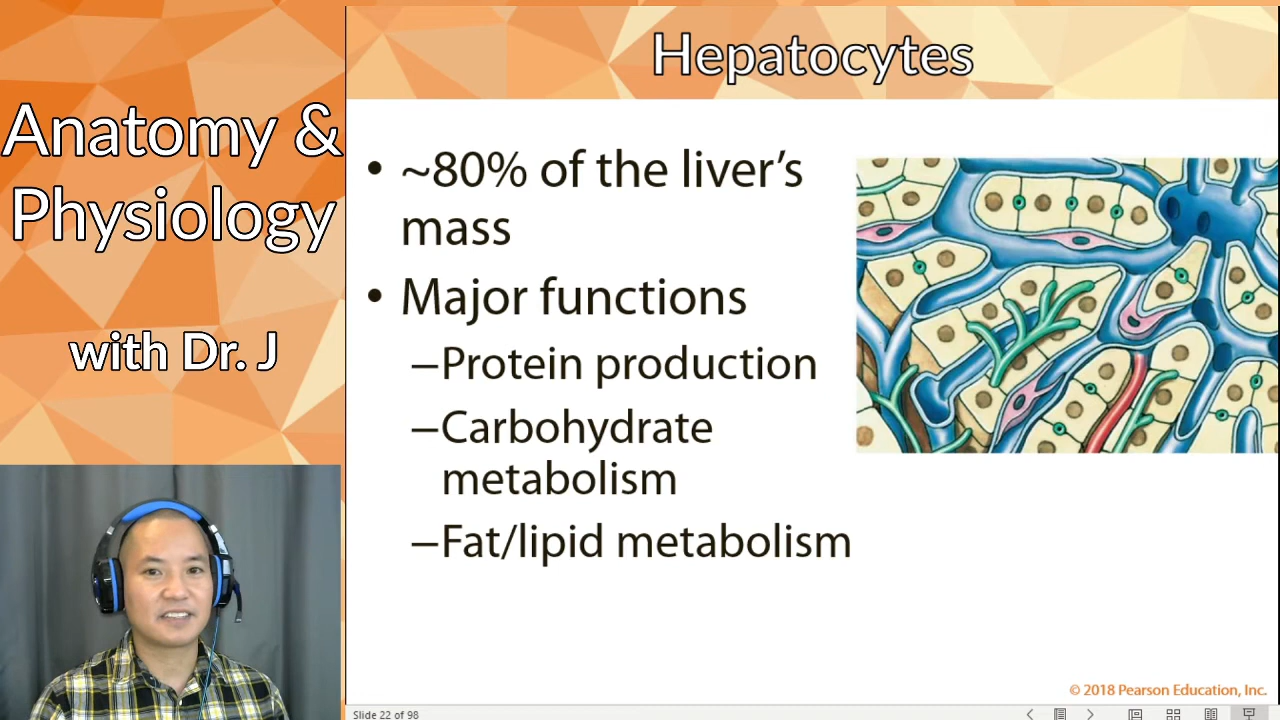 Anatomy &
Physiology
with Dr. J
Hepatocytes
• ~80% of the liver’s
mass
• Major functions
–Protein production
–Carbohydrate
metabolism
–Fat/lipid metabolism
© 2018 Pearson Education, Inc.
Slide 22 of 98